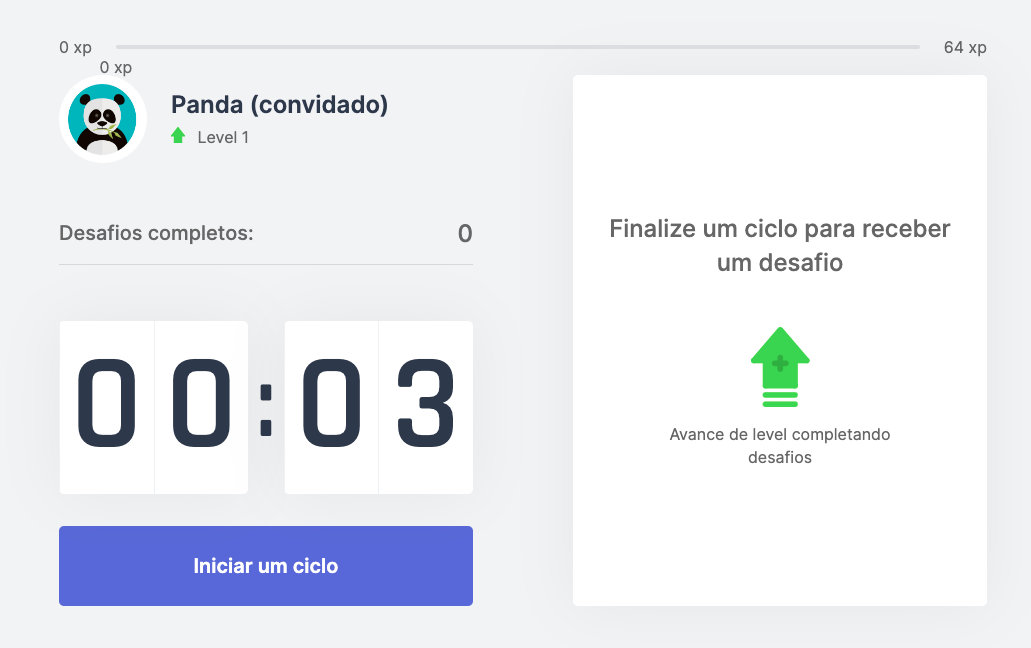 0 xp
64 xp
0 xp
Panda (convidado)
Level 1
Desafios completos:
0
00:03
Iniciar um ciclo
Finalize um ciclo para receber
um desafio
Avance de level completando
desafios